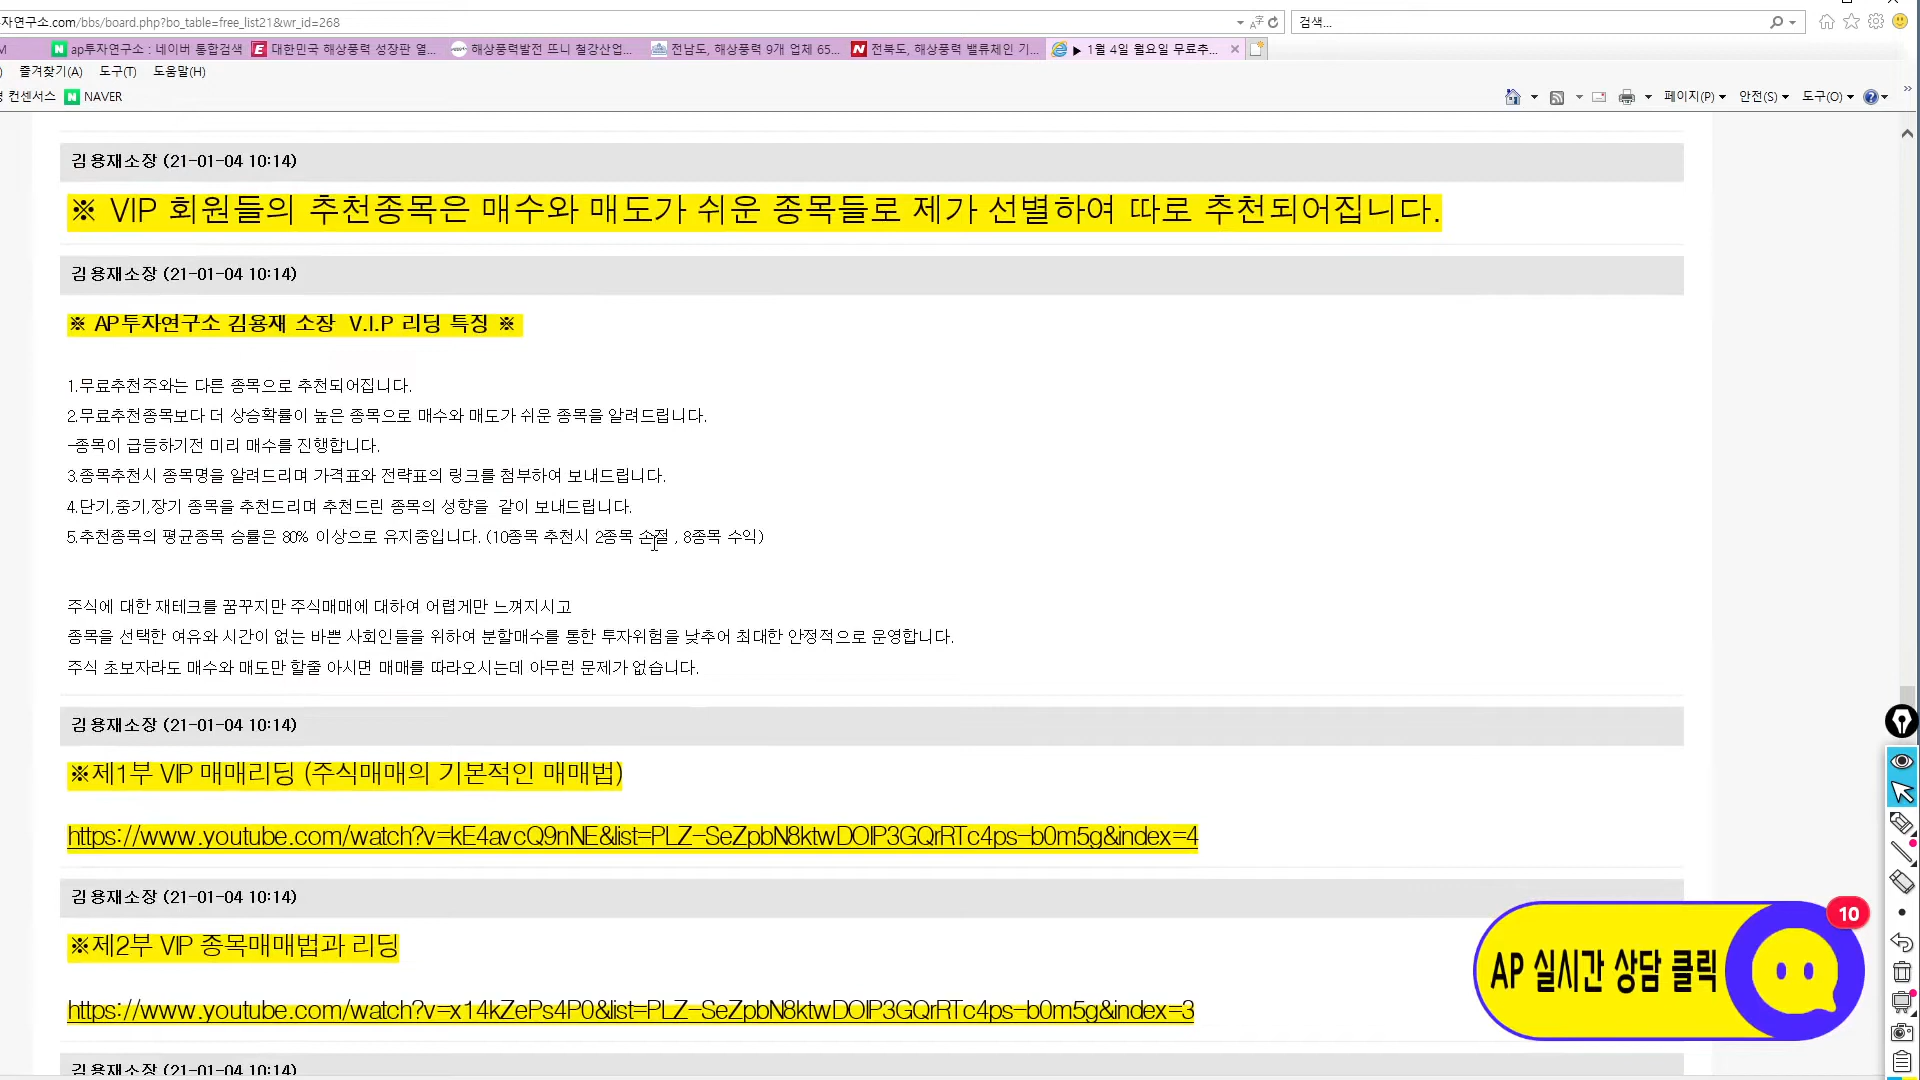 자연구소.com/bbs/board.php?bo_table=free_list21&wr_id=268
검색...
ap투자연구소 : 네이버 통합검색
대한민국 해상풍력 성장판 열...
해상풍력발전 뜨니 철강산업...
전남도, 해상풍력 9개 업체 65...
전북도, 해상풍력 밸류체인 기...
▶ 1월 4일 월요일 무료추...
즐겨찾기(A) 도구(T) 도움말(H)
컨센서스 NAVER
페이지(P) 안전(S) 도구(O)
김용재소장 (21-01-04 10:14)
※ VIP 회원들의 추천종목은 매수와 매도가 쉬운 종목들로 제가 선별하여 따로 추천되어집니다.
김용재소장 (21-01-04 10:14)
※ AP투자연구소 김용재 소장 V.I.P 리딩 특징 ※
1.무료추천주와는 다른 종목으로 추천되어집니다.
2.무료추천종목보다 더 상승확률이 높은 종목으로 매수와 매도가 쉬운 종목을 알려드립니다.
-종목이 급등하기전 미리 매수를 진행합니다.
3.종목추천시 종목명을 알려드리며 가격표와 전략표의 링크를 첨부하여 보내드립니다.
4.단기,중기,장기 종목을 추천드리며 추천드린 종목의 성향을 같이 보내드립니다.
5.추천종목의 평균종목 승률은 80% 이상으로 유지중입니다. (10종목 추천시 2종목 손절 , 8종목 수익)
주식에 대한 재테크를 꿈꾸지만 주식매매에 대하여 어렵게만 느껴지시고
종목을 선택한 여유와 시간이 없는 바쁜 사회인들을 위하여 분할매수를 통한 투자위험을 낮추어 최대한 안정적으로 운영합니다.
주식 초보자라도 매수와 매도만 할줄 아시면 매매를 따라오시는데 아무런 문제가 없습니다.
김용재소장 (21-01-04 10:14)
※제1부 VIP 매매리딩 (주식매매의 기본적인 매매법)
https://www.youtube.com/watch?v=kE4avcQ9nNE&list=PLZ-SeZpbN8ktwDOIP3GQrRTc4ps-b0m5g&index=4
김용재소장 (21-01-04 10:14)
※제2부 VIP 종목매매법과 리딩
https://www.youtube.com/watch?v=x14kZePs4P0&list=PLZ-SeZpbN8ktwDOIP3GQrRTc4ps-b0m5g&index=3
김용재소장 (21-01-04 10:14)
AP 실시간 상담 클릭
10